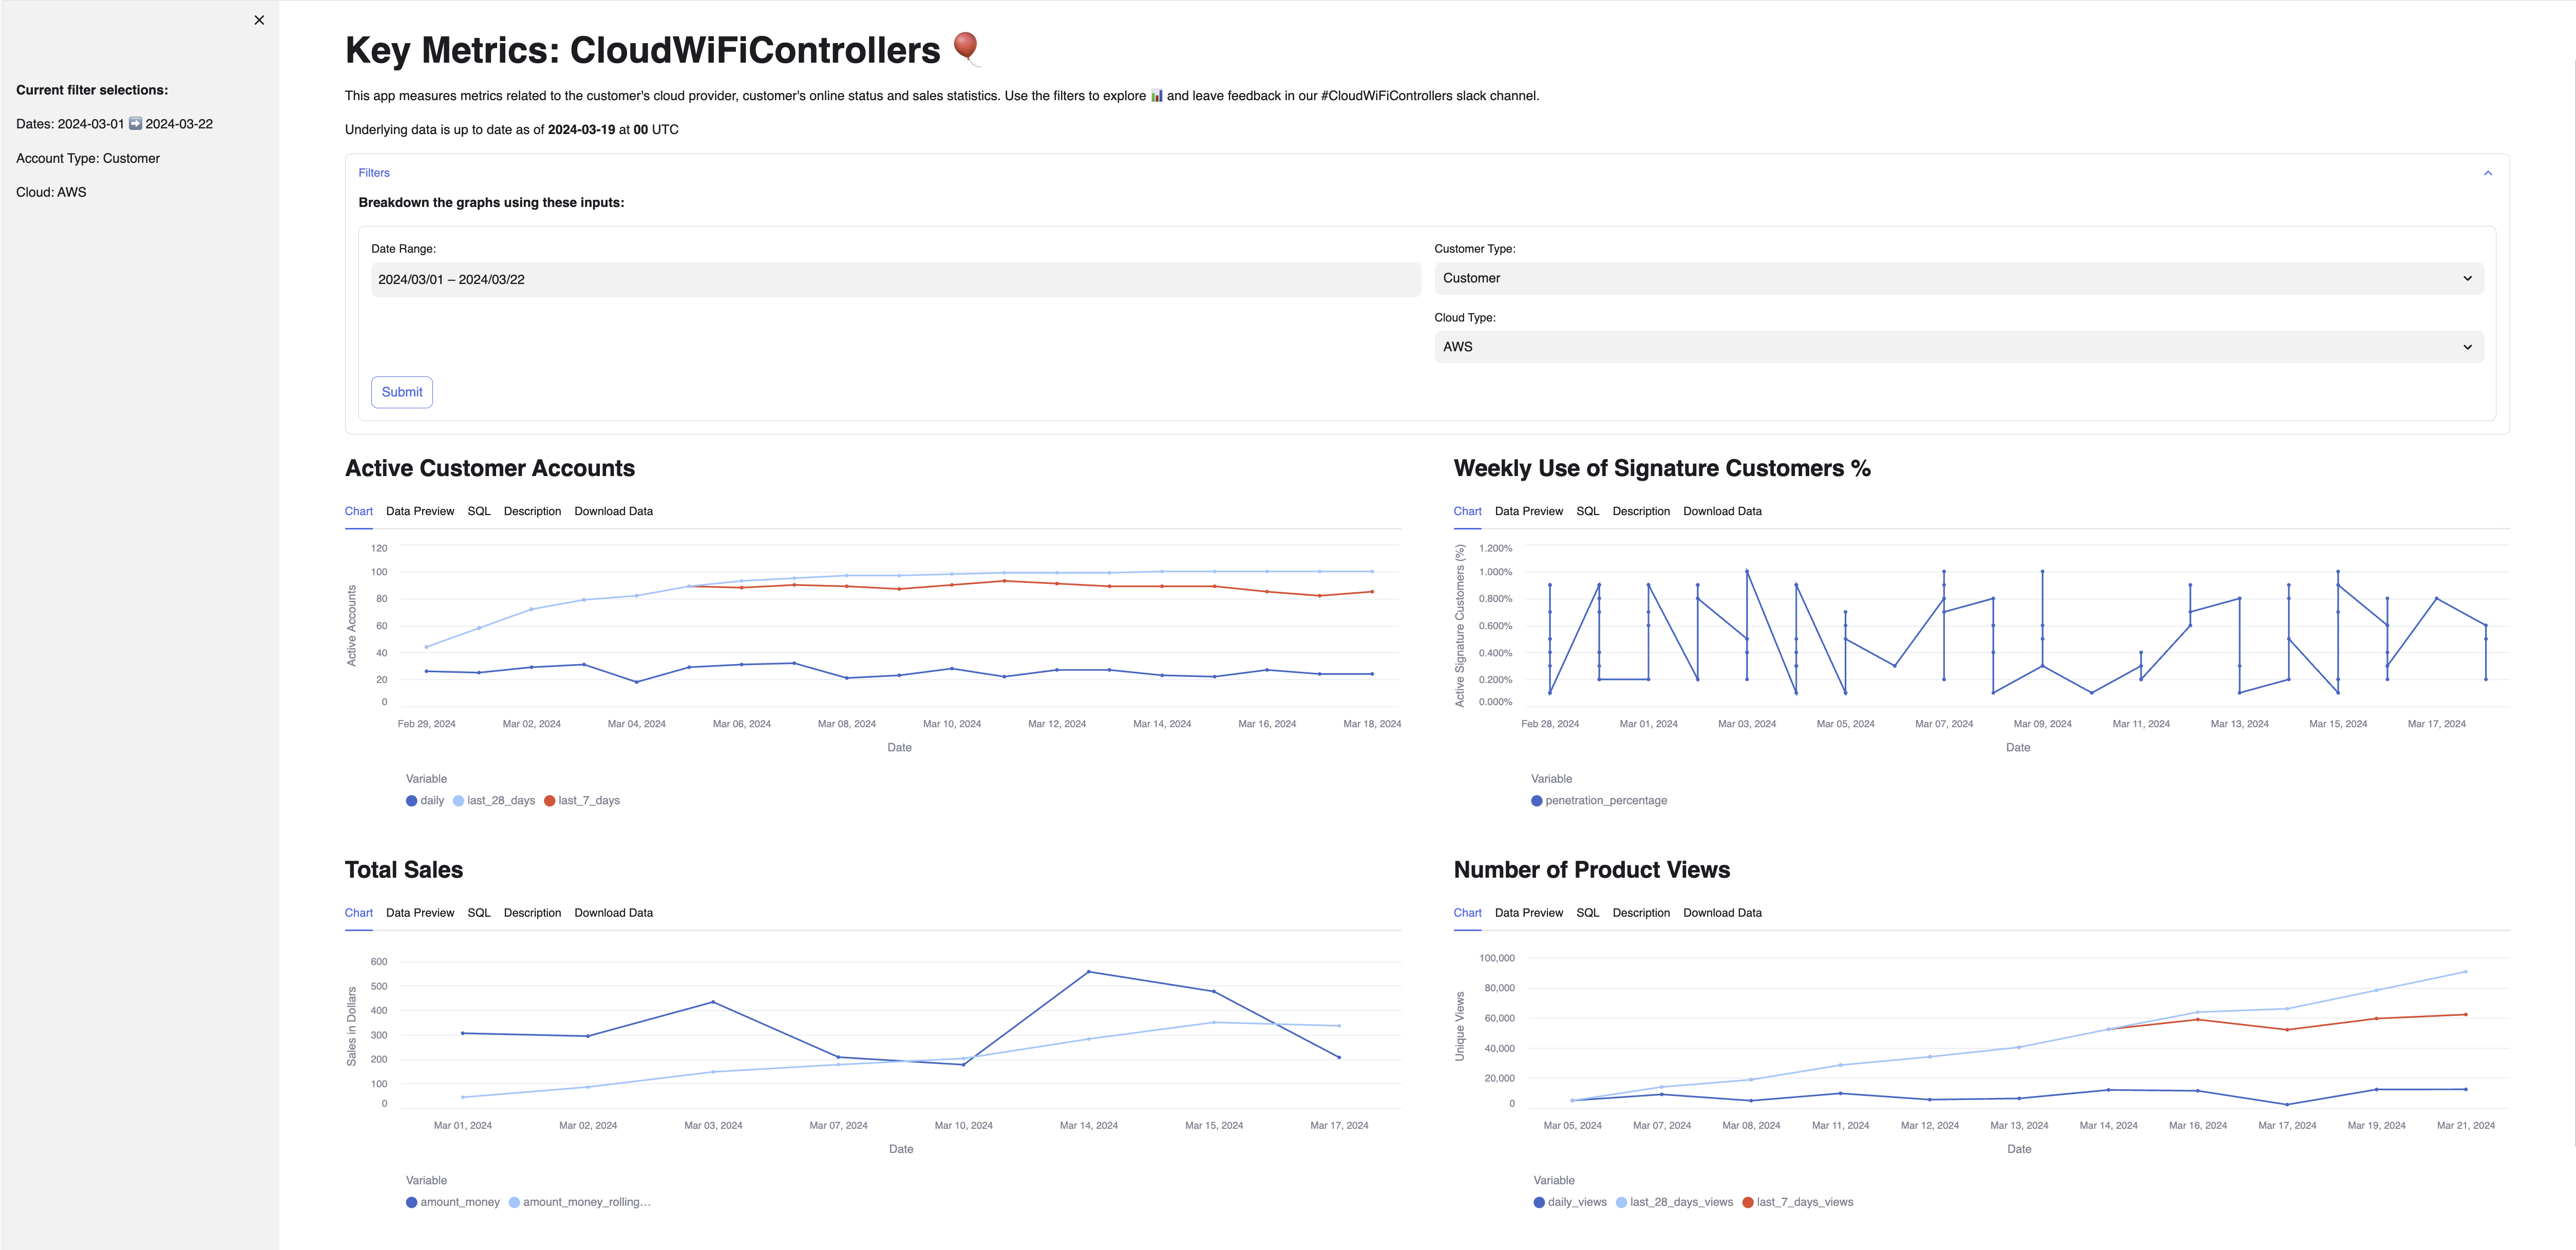 Current filter selections:
Dates: 2024-03-01 ➡️ 2024-03-22
Account Type: Customer
Cloud: AWS
Key Metrics: CloudWiFiControllers 🎈
This app measures metrics related to the customer's cloud provider, customer's online status and sales statistics. Use the filters to explore 📊 and leave feedback in our #CloudWiFiControllers slack channel.
Underlying data is up to date as of 2024-03-19 at 00 UTC
Filters
Breakdown the graphs using these inputs:
Date Range:
2024/03/01 – 2024/03/22
Customer Type:
Customer
Cloud Type:
AWS
Submit
Active Customer Accounts
Chart Data Preview SQL Description Download Data
Active Accounts
120
100
80
60
40
20
0
Feb 29, 2024 Mar 02, 2024 Mar 04, 2024 Mar 06, 2024 Mar 08, 2024 Mar 10, 2024 Mar 12, 2024 Mar 14, 2024 Mar 16, 2024 Mar 18, 2024
Date
Variable
daily last_28_days last_7_days
Weekly Use of Signature Customers %
Chart Data Preview SQL Description Download Data
Active Signature Customers (%)
1.200%
1.000%
0.800%
0.600%
0.400%
0.200%
0.000%
Feb 28, 2024 Mar 01, 2024 Mar 03, 2024 Mar 05, 2024 Mar 07, 2024 Mar 09, 2024 Mar 11, 2024 Mar 13, 2024 Mar 15, 2024 Mar 17, 2024
Date
Variable
penetration_percentage
Total Sales
Chart Data Preview SQL Description Download Data
Sales in Dollars
600
500
400
300
200
100
0
Mar 01, 2024 Mar 02, 2024 Mar 03, 2024 Mar 07, 2024 Mar 10, 2024 Mar 14, 2024 Mar 15, 2024 Mar 17, 2024
Date
Variable
amount_money amount_money_rolling…
Number of Product Views
Chart Data Preview SQL Description Download Data
Unique Views
100,000
80,000
60,000
40,000
20,000
0
Mar 05, 2024 Mar 07, 2024 Mar 08, 2024 Mar 11, 2024 Mar 12, 2024 Mar 13, 2024 Mar 14, 2024 Mar 16, 2024 Mar 17, 2024 Mar 19, 2024 Mar 21, 2024
Date
Variable
daily_views last_28_days_views last_7_days_views